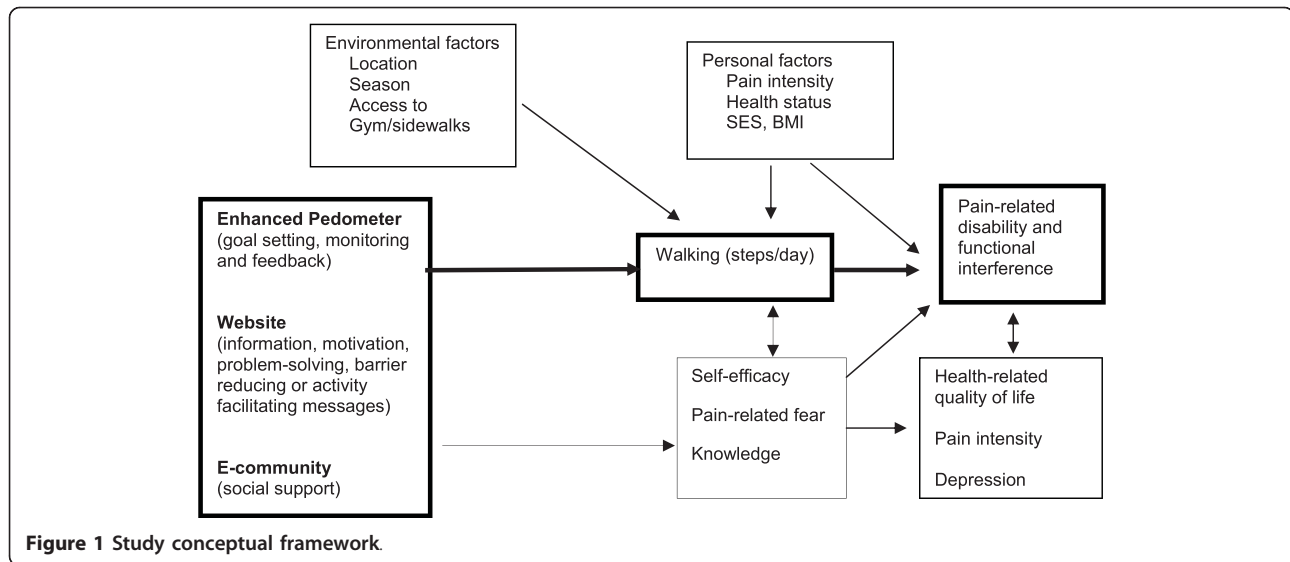 Environmental factors
Location
Season
Access to
Gym/sidewalks
Personal factors
Pain intensity
Health status
SES, BMI
Enhanced Pedometer
(goal setting, monitoring
and feedback)
Website
(information, motivation,
problem-solving, barrier
reducing or activity
facilitating messages)
E-community
(social support)
Walking (steps/day)
Pain-related
disability and
functional
interference
Self-efficacy
Pain-related fear
Knowledge
Health-related
quality of life
Pain intensity
Depression
Figure 1 Study conceptual framework.